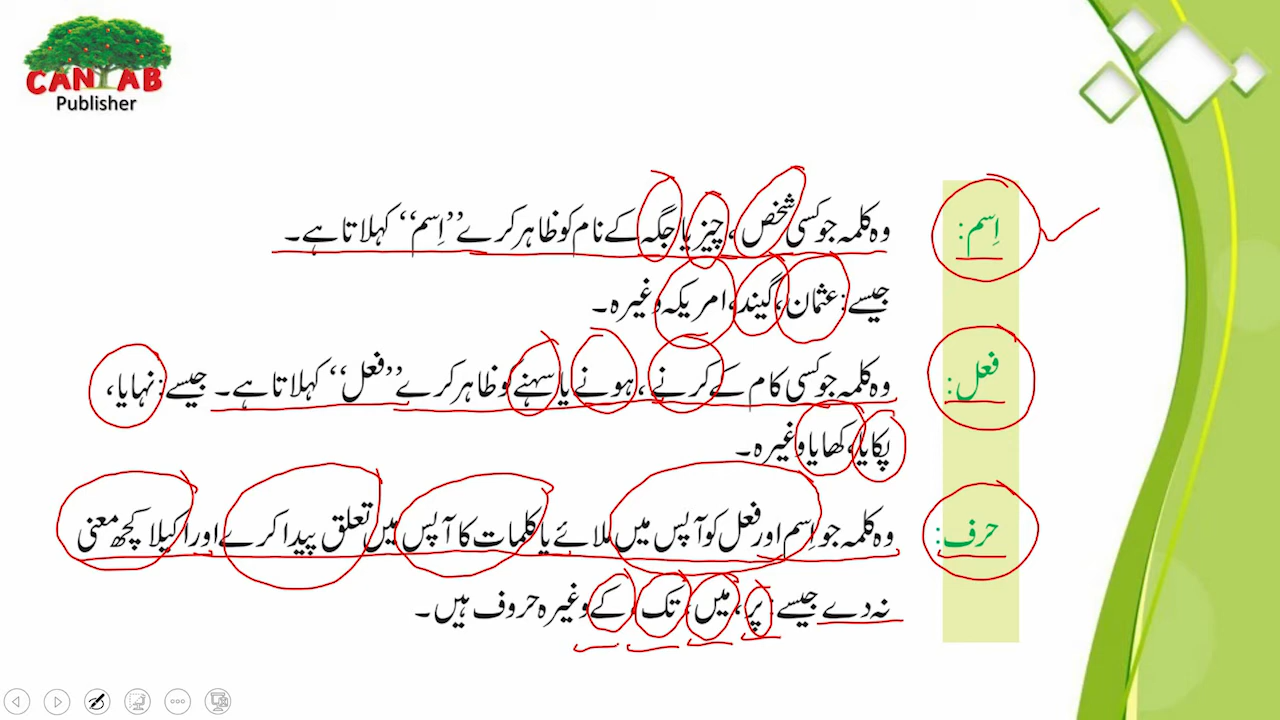 CANTAB
Publisher
اِسم: وہ کلمہ جو کسی شخص، چیز یا جگہ کے نام کو ظاہر کرے ’’اِسم‘‘ کہلاتا ہے۔
جیسے: عثمان، گیند، امریکہ وغیرہ۔
فعل: وہ کلمہ جو کسی کام کے کرنے، ہونے یا سہنے کو ظاہر کرے ’’فعل‘‘ کہلاتا ہے۔ جیسے: نہایا،
پکایا، کھایا وغیرہ۔
حرف: وہ کلمہ جو اِسم اور فعل کو آپس میں ملائے یا کلمات کا آپس میں تعلق پیدا کرے اور اکیلا کچھ معنی
نہ دے جیسے: پر، میں، تک، کے وغیرہ حروف ہیں۔